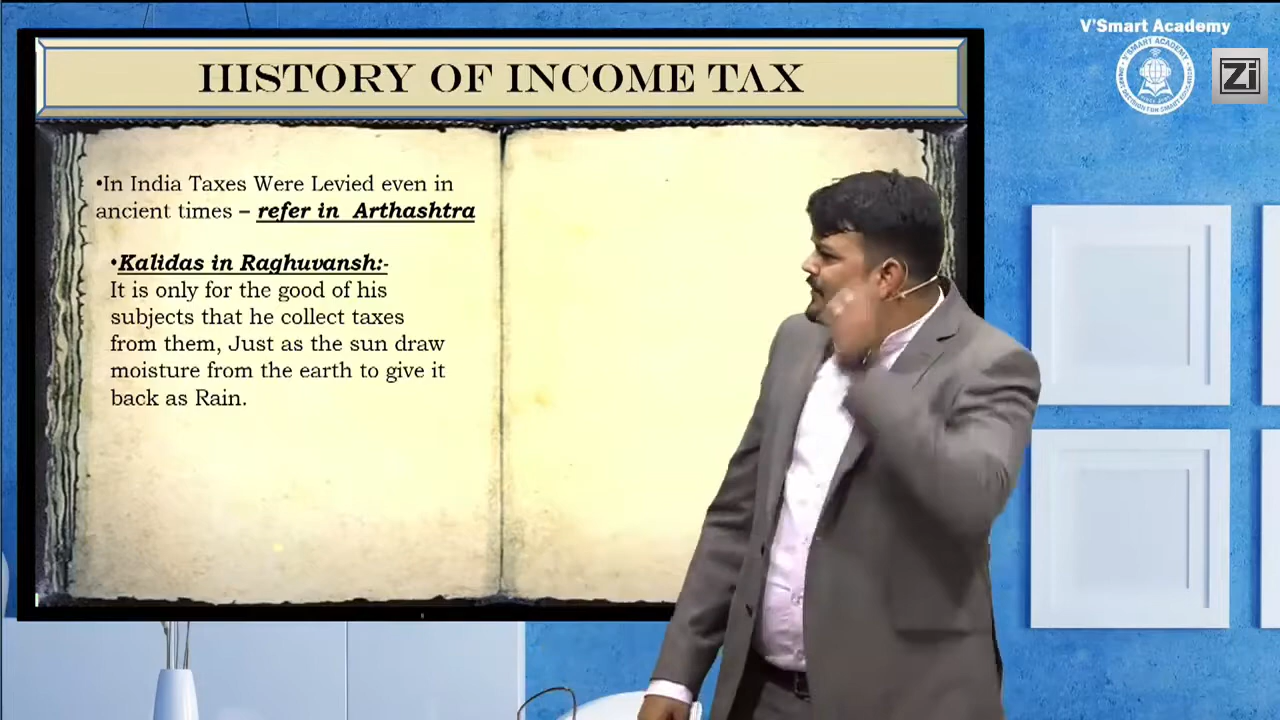 V'Smart Academy
V'SMART ACADEMY
Zi
HISTORY OF INCOME TAX
•In India Taxes Were Levied even in
ancient times – refer in Arthashtra
•Kalidas in Raghuvansh:-
It is only for the good of his
subjects that he collect taxes
from them, Just as the sun draw
moisture from the earth to give it
back as Rain.